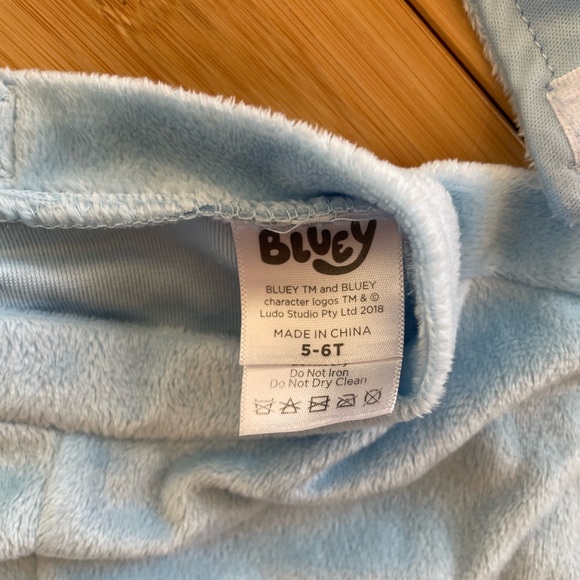 BLUEY
BLUEY TM and BLUEY
character logos TM & ©
Ludo Studio Pty Ltd 2018
MADE IN CHINA
5-6T
Do Not Iron
Do Not Dry Clean